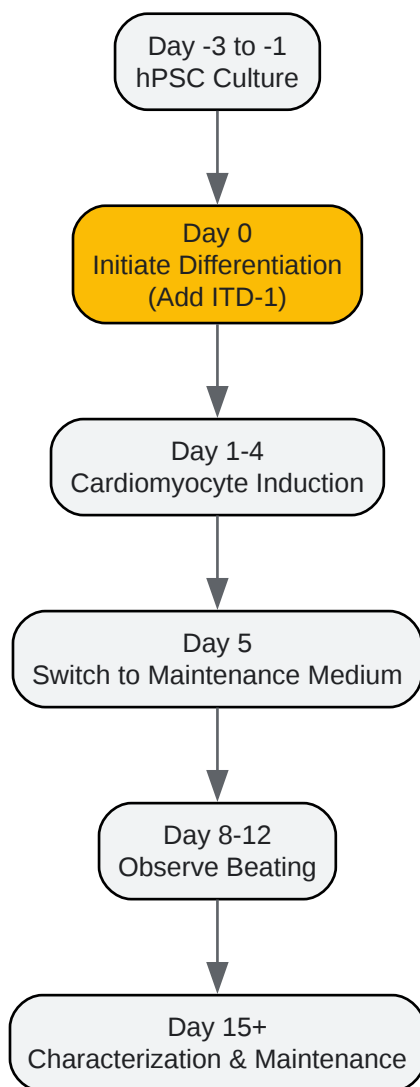 Day -3 to -1
hPSC Culture
Day 0
Initiate Differentiation
(Add ITD-1)
Day 1-4
Cardiomyocyte Induction
Day 5
Switch to Maintenance Medium
Day 8-12
Observe Beating
Day 15+
Characterization & Maintenance